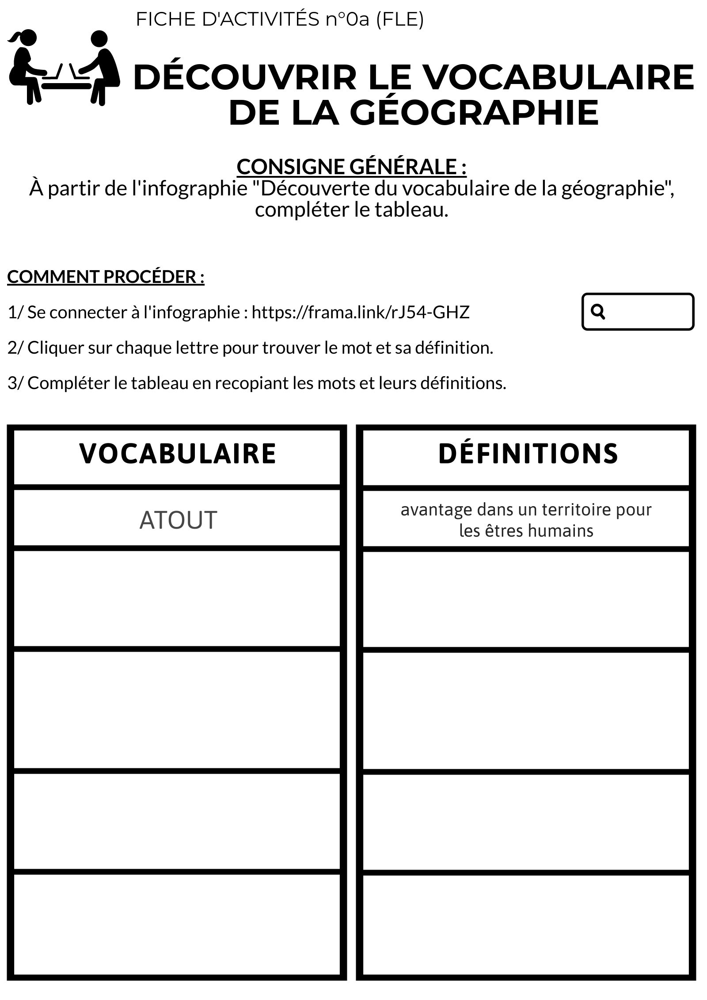 FICHE D'ACTIVITÉS n°0a (FLE)
DÉCOUVRIR LE VOCABULAIRE
DE LA GÉOGRAPHIE
CONSIGNE GÉNÉRALE :
À partir de l'infographie "Découverte du vocabulaire de la géographie",
compléter le tableau.
COMMENT PROCÉDER :
1/ Se connecter à l'infographie : https://frama.link/rJ54-GHZ
2/ Cliquer sur chaque lettre pour trouver le mot et sa définition.
3/ Compléter le tableau en recopiant les mots et leurs définitions.
VOCABULAIRE
DÉFINITIONS
ATOUT
avantage dans un territoire pour
les êtres humains